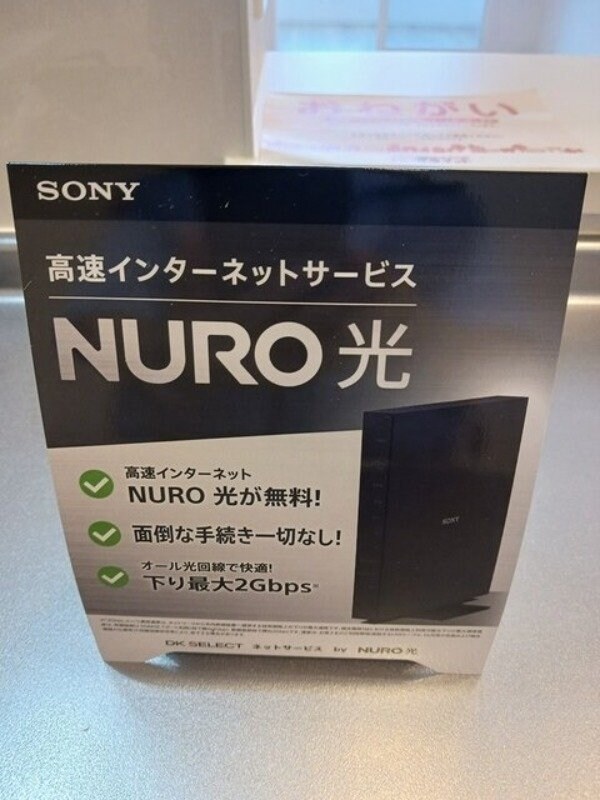 SONY
高速インターネットサービス
NURO 光
高速インターネット
NURO 光が無料!
面倒な手続き一切なし!
オール光回線で快適!
下り最大2Gbps※
SONY
DK SELECT ネットサービス by NURO 光